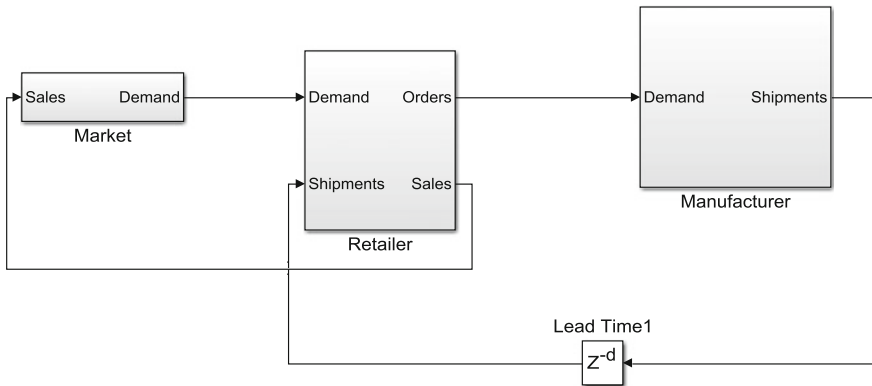 Sales Demand
Market
Demand Orders
Shipments Sales
Retailer
Demand Shipments
Manufacturer
Lead Time1
Z-d